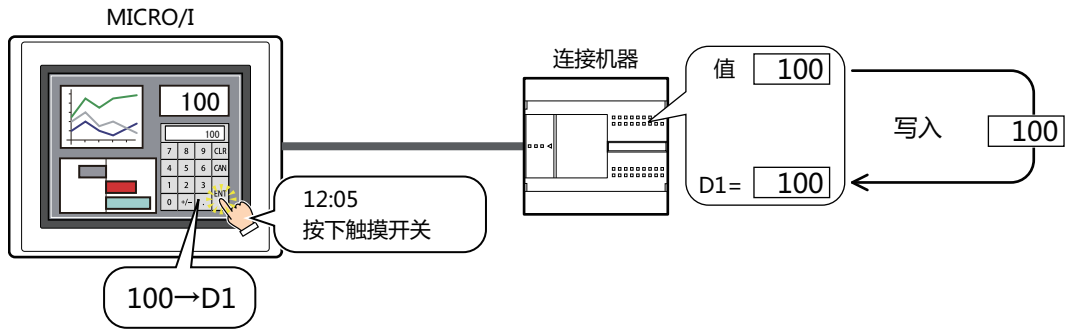 MICRO/I
100
100
7 8 9 CLR
4 5 6 CAN
1 2 3 ENT
0 +/- .
12:05
按下触摸开关
100→D1
连接机器
值 100
D1= 100
写入 100